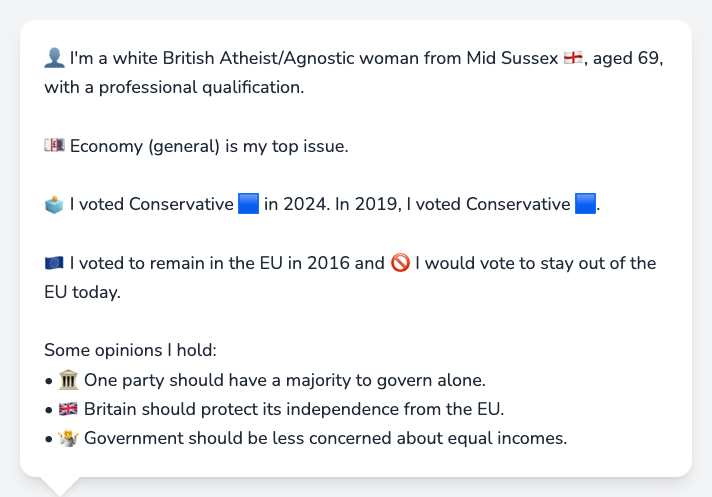 👤 I'm a white British Atheist/Agnostic woman from Mid Sussex 🏴󠁧󠁢󠁥󠁮󠁧󠁿, aged 69,
with a professional qualification.
💷 Economy (general) is my top issue.
🗳️ I voted Conservative 🟦 in 2024. In 2019, I voted Conservative 🟦.
🇪🇺 I voted to remain in the EU in 2016 and 🚫 I would vote to stay out of the
EU today.
Some opinions I hold:
• 🏛️ One party should have a majority to govern alone.
• 🇬🇧 Britain should protect its independence from the EU.
• 🤷 Government should be less concerned about equal incomes.